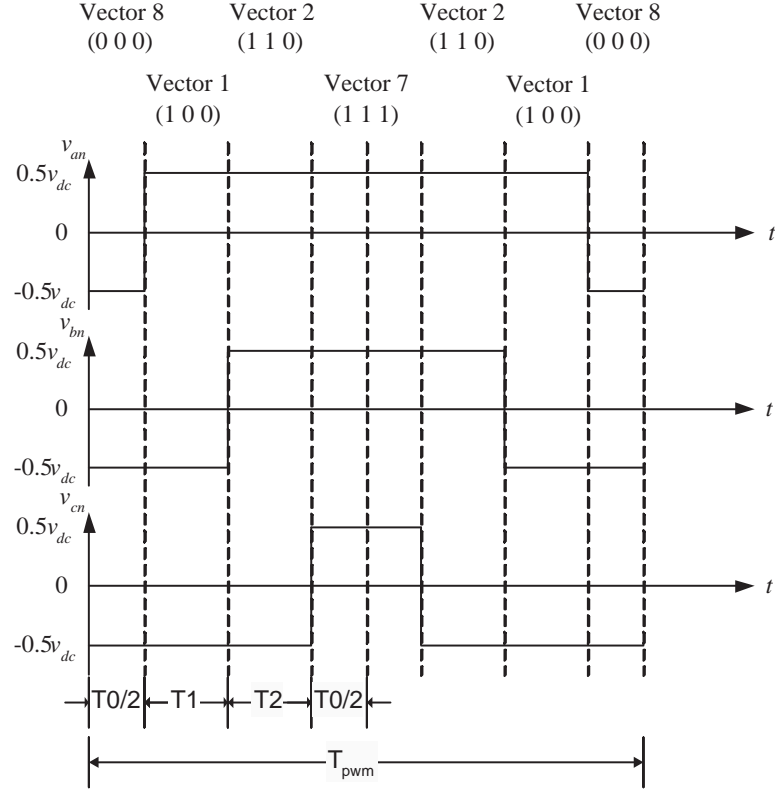 Vector 8 Vector 2 Vector 2 Vector 8
(0 0 0) (1 1 0) (1 1 0) (0 0 0)
Vector 1 Vector 7 Vector 1
(1 0 0) (1 1 1) (1 0 0)
v_an
0.5v_dc
0 t
-0.5v_dc
v_bn
0.5v_dc
0 t
-0.5v_dc
v_cn
0.5v_dc
0 t
-0.5v_dc
T0/2 T1 T2 T0/2
T_pwm